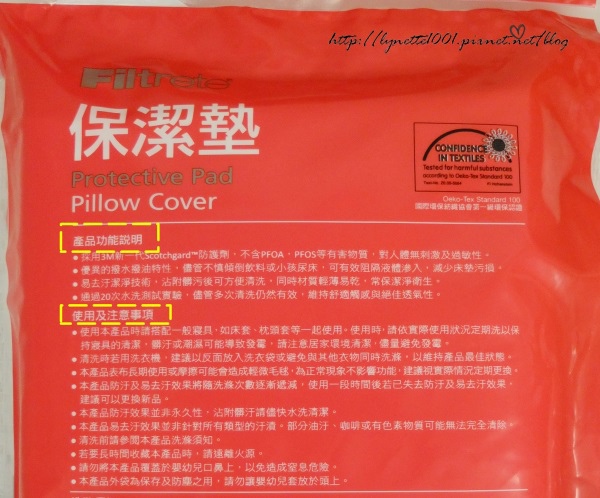 http://lynette1001.pixnet.net/blog
Filtrete
保潔墊
Protective Pad
Pillow Cover
CONFIDENCE
IN TEXTILES
Tested for harmful substances
according to Oeko-Tex Standard 100
Oeko-Tex Standard 100
國際環保紡織協會第一級環保認證
產品功能說明
●採用3M新一代Scotchgard™防護劑,不含PFOA, PFOS等有害物質,對人體無刺激及過敏性。
●優異的撥水撥油特性,儘管不慎傾倒飲料或小孩尿床,可有效阻隔液體滲入,減少床墊污損。
●易去汙潔淨技術,沾附髒污後可方便清洗,同時材質輕薄易乾,常保潔淨衛生。
●通過20次水洗測試實驗,儘管多次清洗仍然有效,維持舒適觸感與絕佳透氣性。
使用及注意事項
●使用本產品時請搭配一般寢具,如床套、枕頭套等一起使用。使用時,請依實際使用狀況定期洗以保
持寢具的清潔,髒汙或潮濕可能導致發霉,請注意居家環境清潔,儘量避免發霉。
●清洗時若用洗衣機,建議以反面放入洗衣袋或避免與其他衣物同時洗滌,以維持產品最佳狀態。
●本產品表布長期使用或摩擦可能會造成輕微毛毬,為正常現象不影響功能,建議視實際情況定期更換。
●本產品防汙及易去汙效果將隨洗滌次數逐漸遞減,使用一段時間後若已失去防汙及易去汙效果,
建議可以更換新品。
●本產品防汙效果並非永久性,沾附汙漬請儘快水洗清潔。
●本產品易去汙效果並非針對所有類型的汙漬。部分油汙、咖啡或有色素物質可能無法完全清除。
●清洗前請參閱本產品洗滌須知。
●若要長時間收藏本產品時,請遠離火源。
●請勿將本產品覆蓋於嬰幼兒口鼻上,以免造成窒息危險。
●本產品外袋為保存及防塵之用,請勿讓嬰幼兒套放於頭上。